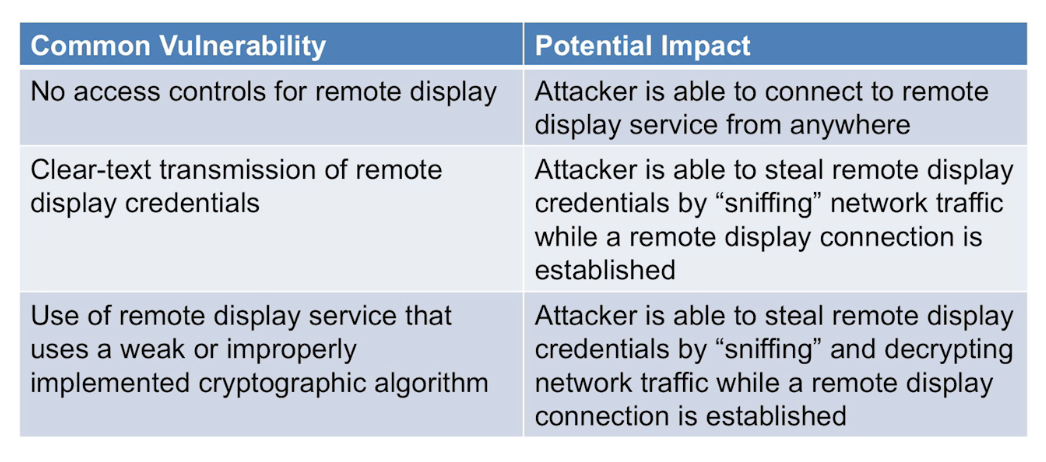 Common Vulnerability
Potential Impact
No access controls for remote display
Attacker is able to connect to remote
display service from anywhere
Clear-text transmission of remote
display credentials
Attacker is able to steal remote display
credentials by “sniffing” network traffic
while a remote display connection is
established
Use of remote display service that
uses a weak or improperly
implemented cryptographic algorithm
Attacker is able to steal remote display
credentials by “sniffing” and decrypting
network traffic while a remote display
connection is established